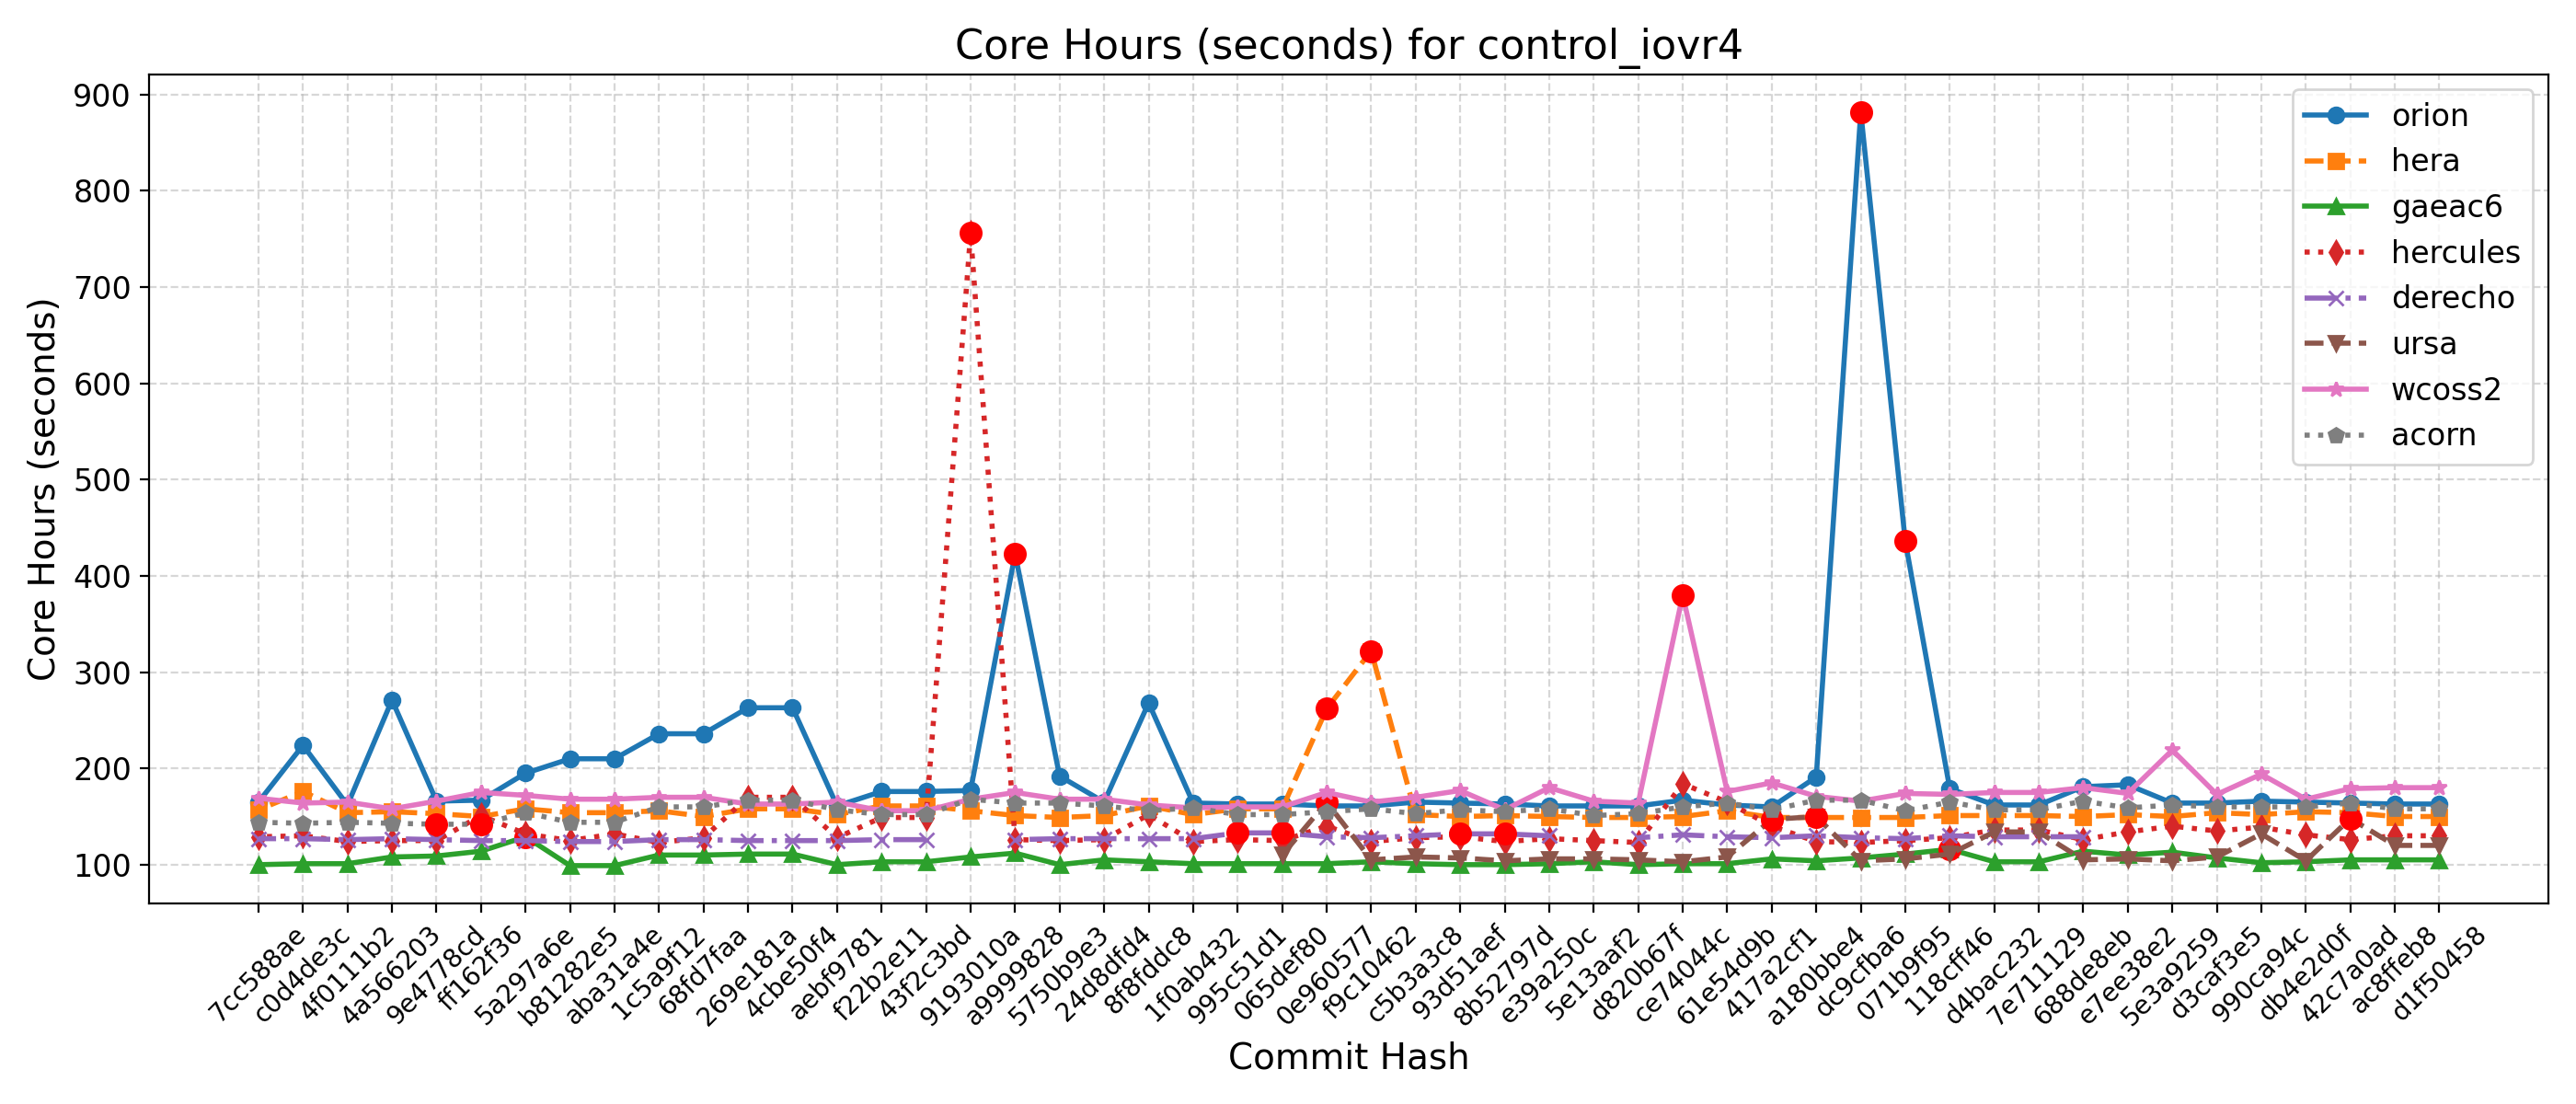 Core Hours (seconds) for control_iovr4
Core Hours (seconds)
900
800
700
600
500
400
300
200
100
orion
hera
gaeac6
hercules
derecho
ursa
wcoss2
acorn
7cc588ae
c0d4de3c
4f0111b2
4a566203
9e4778cd
ff162f36
5a297a6e
b81282e5
aba31a4e
1c5a9f12
68fd7faa
269e181a
4cbe50f4
aebf9781
f22b2e11
43f2c3bd
9193010a
a9999828
5750b9e3
24d8dfd4
8f8fddc8
1f0ab432
995c51d1
065def80
0e960577
f9c10462
c5b3a3c8
93d51aef
8b52797d
e39a250c
5e13aaf2
d820b67f
ce74044c
61e54d9b
417a2cf1
a180bbe4
dc9cfba6
071b9f95
118cff46
d4bac232
7e711129
688de8eb
e7ee38e2
5e3a9259
d3caf3e5
990ca94c
db4e2d0f
42c7a0ad
ac8ffeb8
d1f50458
Commit Hash